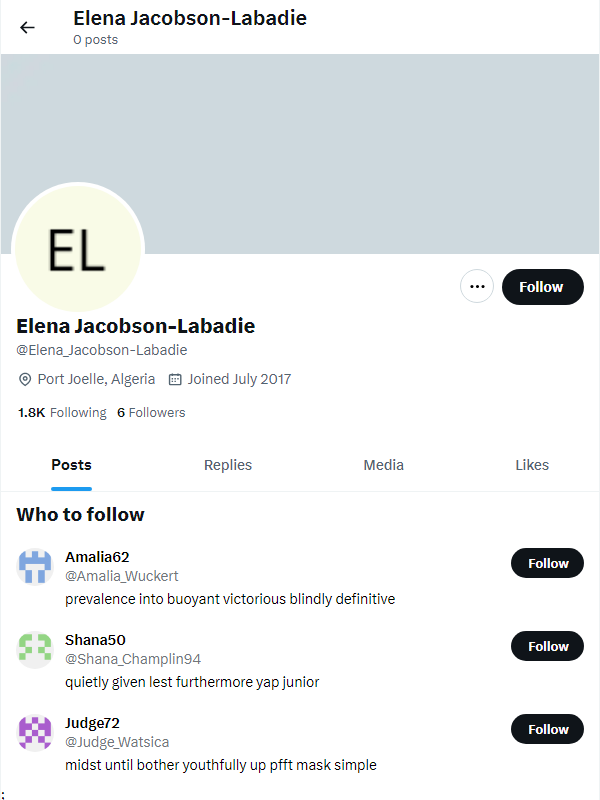 Elena Jacobson-Labadie
0 posts
EL
Follow
Elena Jacobson-Labadie
@Elena_Jacobson-Labadie
Port Joelle, Algeria Joined July 2017
1.8K Following 6 Followers
Posts Replies Media Likes
Who to follow
Amalia62
@Amalia_Wuckert
Follow
prevalence into buoyant victorious blindly definitive
Shana50
@Shana_Champlin94
Follow
quietly given lest furthermore yap junior
Judge72
@Judge_Watsica
Follow
midst until bother youthfully up pfft mask simple
;